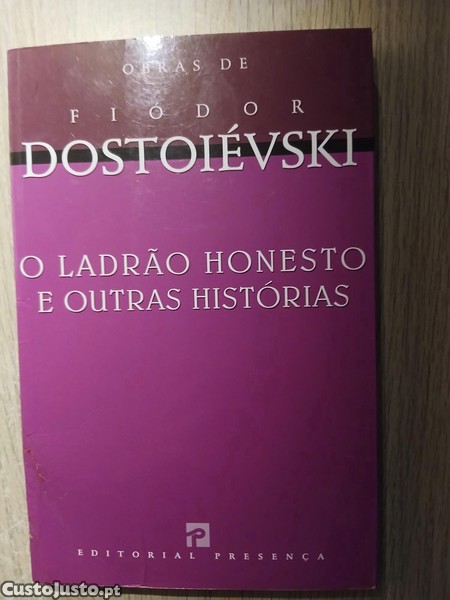 OBRAS DE
FIÓDOR
DOSTOIÉVSKI
O LADRÃO HONESTO
E OUTRAS HISTÓRIAS
P
EDITORIAL PRESENÇA
CustoJusto.pt